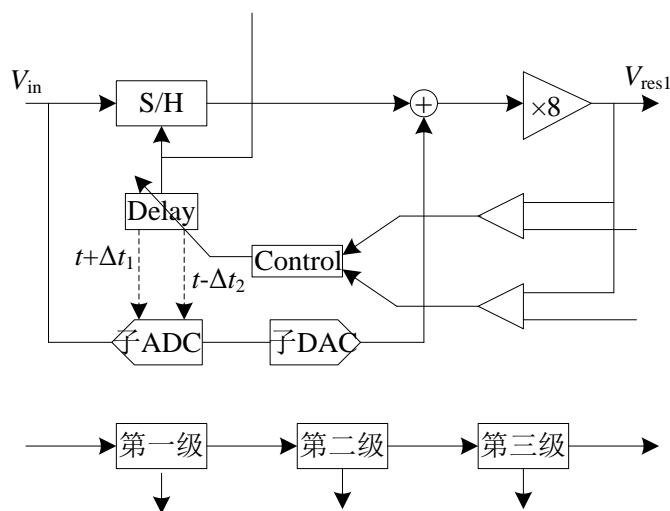 V_in
S/H
+
×8
V_res1
Delay
t+Δt_1
t-Δt_2
Control
子ADC
子DAC
第一级
第二级
第三级